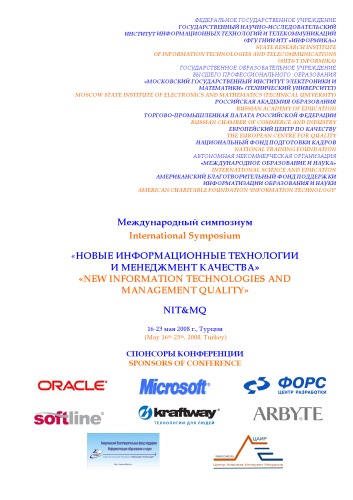 ФЕДЕРАЛЬНОЕ ГОСУДАРСТВЕННОЕ УЧРЕЖДЕНИЕ
ГОСУДАРСТВЕННЫЙ НАУЧНО-ИССЛЕДОВАТЕЛЬСКИЙ
ИНСТИТУТ ИНФОРМАЦИОННЫХ ТЕХНОЛОГИЙ И ТЕЛЕКОММУНИКАЦИЙ
(ФГУ ГНИИ ИТТ «ИНФОРМИКА»)
STATE RESEARCH INSTITUTE
OF INFORMATION TECHNOLOGIES AND TELECOMMUNICATIONS
(SIIT&T INFORMIKA)
ГОСУДАРСТВЕННОЕ ОБРАЗОВАТЕЛЬНОЕ УЧРЕЖДЕНИЕ
ВЫСШЕГО ПРОФЕССИОНАЛЬНОГО ОБРАЗОВАНИЯ
«МОСКОВСКИЙ ГОСУДАРСТВЕННЫЙ ИНСТИТУТ ЭЛЕКТРОНИКИ И
МАТЕМАТИКИ» (ТЕХНИЧЕСКИЙ УНИВЕРСИТЕТ)
MOSCOW STATE INSTITUTE OF ELECTRONICS AND MATHEMATICS (TECHNICAL UNIVERSITY)
РОССИЙСКАЯ АКАДЕМИЯ ОБРАЗОВАНИЯ
RUSSIAN ACADEMY OF EDUCATION
ТОРГОВО-ПРОМЫШЛЕННАЯ ПАЛАТА РОССИЙСКОЙ ФЕДЕРАЦИИ
RUSSIAN CHAMBER OF COMMERCE AND INDUSTRY
ЕВРОПЕЙСКИЙ ЦЕНТР ПО КАЧЕСТВУ
THE EUROPEAN CENTRE FOR QUALITY
НАЦИОНАЛЬНЫЙ ФОНД ПОДГОТОВКИ КАДРОВ
NATIONAL TRAINING FOUNDATION
АВТОНОМНАЯ НЕКОММЕРЧЕСКАЯ ОРГАНИЗАЦИЯ
«МЕЖДУНАРОДНОЕ ОБРАЗОВАНИЕ И НАУКА»
INTERNATIONAL SCIENCE AND EDUCATION
АМЕРИКАНСКИЙ БЛАГОТВОРИТЕЛЬНЫЙ ФОНД ПОДДЕРЖКИ
ИНФОРМАТИЗАЦИИ ОБРАЗОВАНИЯ И НАУКИ
AMERICAN CHARITABLE FOUNDATION "INFORMATION TECHNOLOGY"
Международный симпозиум
International Symposium
«НОВЫЕ ИНФОРМАЦИОННЫЕ ТЕХНОЛОГИИ
И МЕНЕДЖМЕНТ КАЧЕСТВА»
«NEW INFORMATION TECHNOLOGIES AND
MANAGEMENT QUALITY»
NIT&MQ
16-23 мая 2008 г., Турция
(May 16th-23rd, 2008, Turkey)
СПОНСОРЫ КОНФЕРЕНЦИИ
SPONSORS OF CONFERENCE
ORACLE
Microsoft
ФОРС
ЦЕНТР РАЗРАБОТКИ
softline
kraftway
ТЕХНОЛОГИИ ДЛЯ ЛЮДЕЙ
ARBYTE
ЦАИР